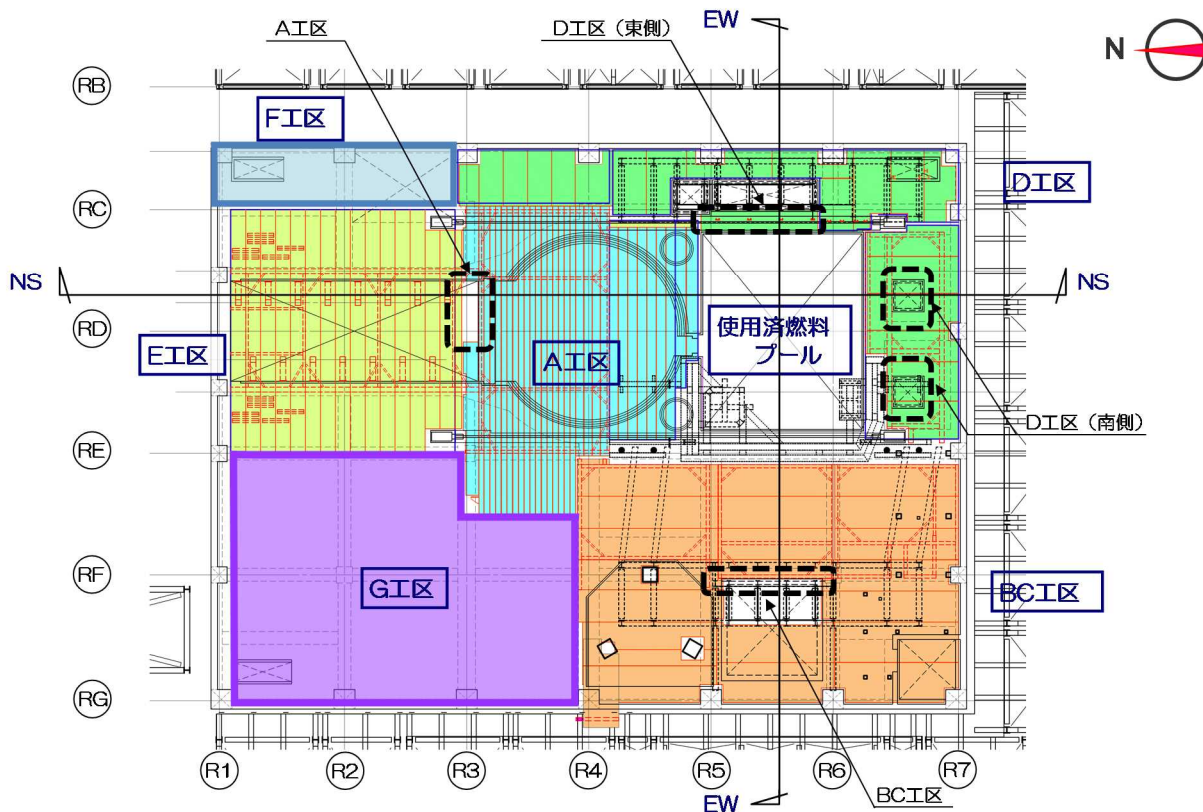 EW
A工区
D工区（東側）
N
RB
F工区
D工区
RC
NS
NS
RD
使用済燃料
プール
E工区
A工区
D工区（南側）
RE
RF
G工区
BC工区
RG
R1
R2
R3
R4
R5
R6
R7
BC工区
EW